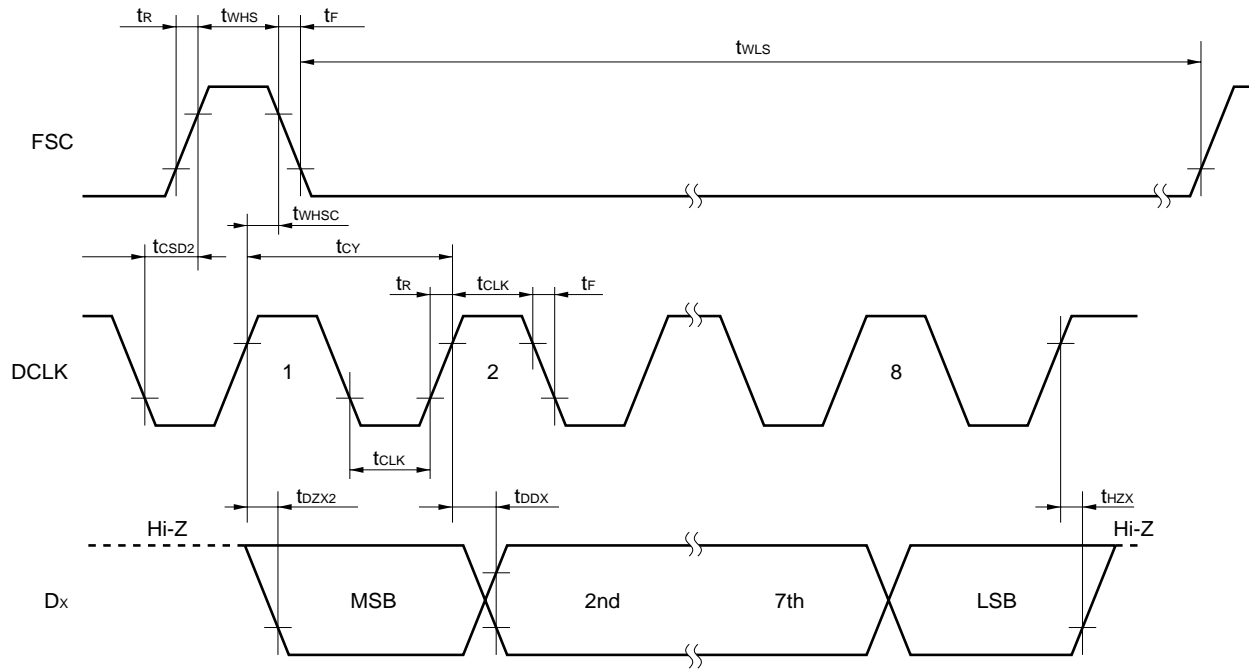 tR tWHS tF
tWLS
FSC
tWHSC
tCSD2 tCY
tR tCLK tF
DCLK 1 2 8
tCLK
tDZX2 tDDX tHZX
Hi-Z Hi-Z
DX MSB 2nd 7th LSB